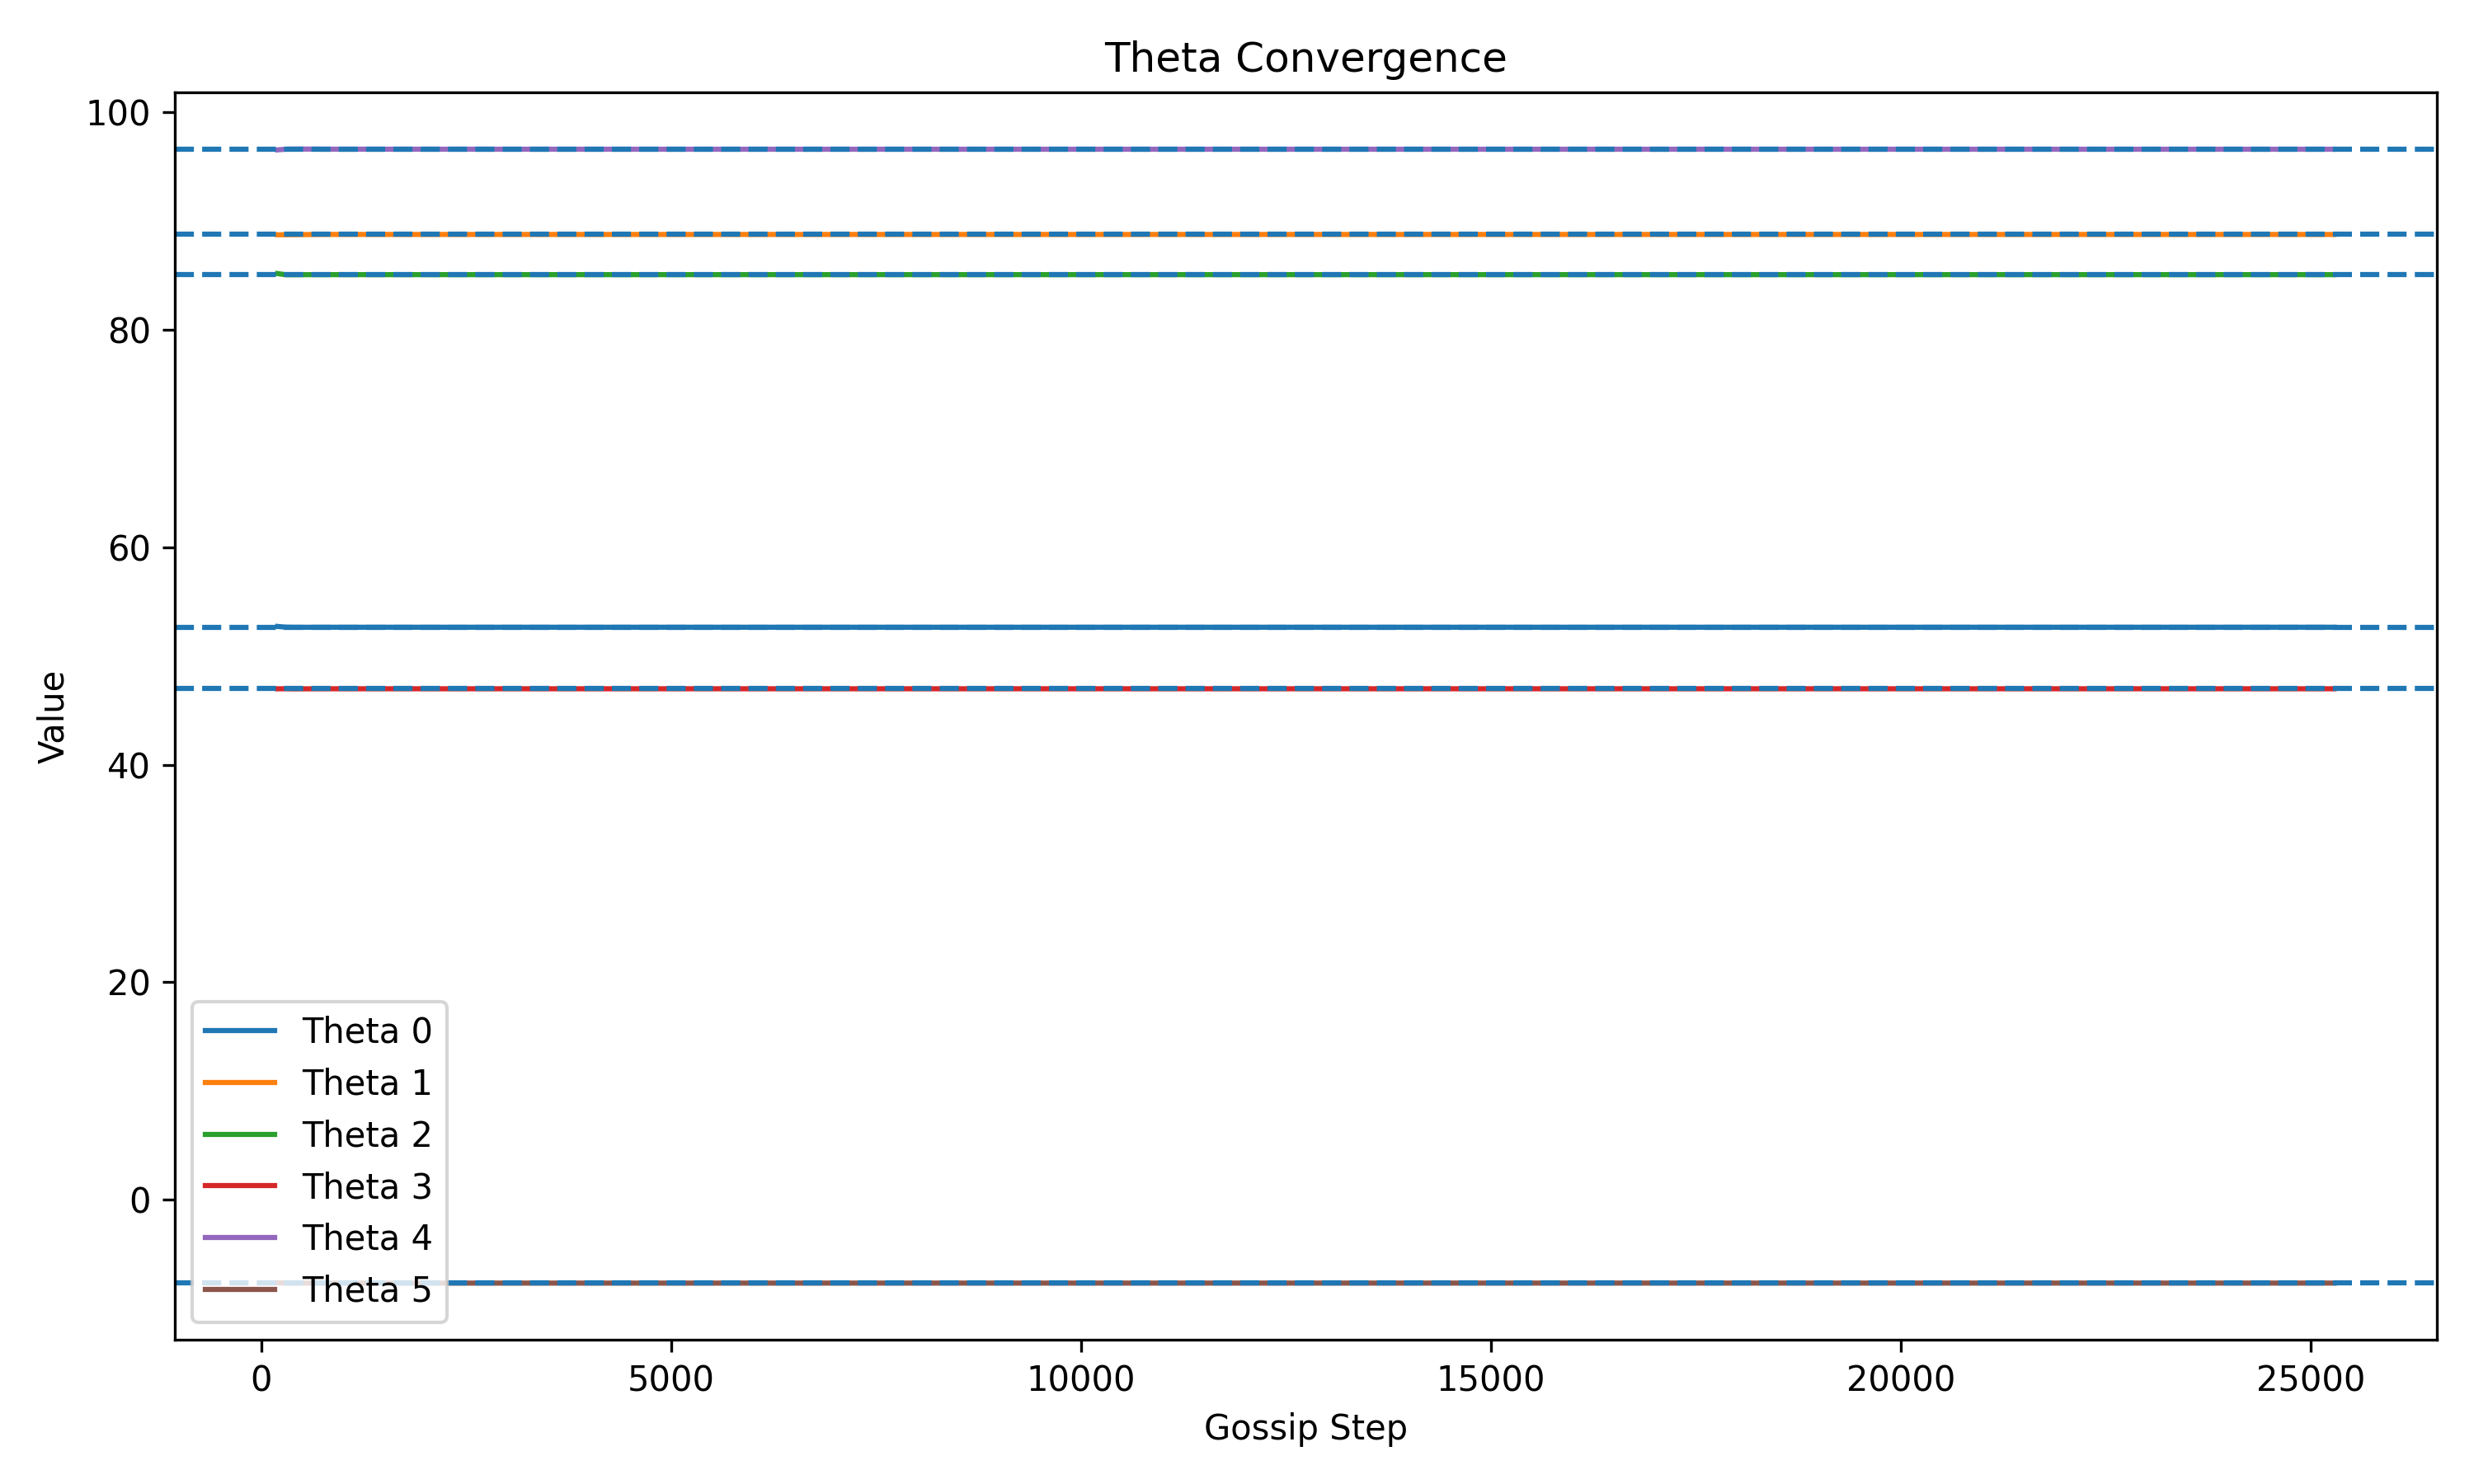 Theta Convergence
100
80
60
40
20
0
Value
Theta 0
Theta 1
Theta 2
Theta 3
Theta 4
Theta 5
0
5000
10000
15000
20000
25000
Gossip Step